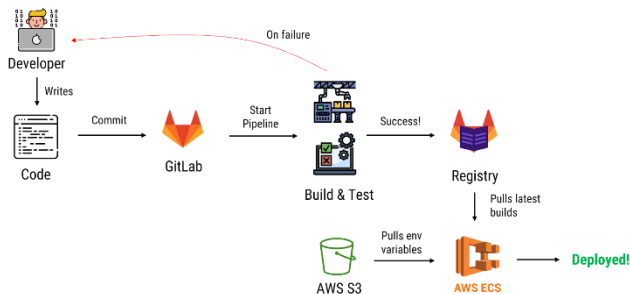 On failure
Developer
Writes
Commit
Start
Pipeline
Success!
Code
GitLab
Build & Test
Registry
Pulls latest
builds
Pulls env
variables
Deployed!
AWS S3
AWS ECS